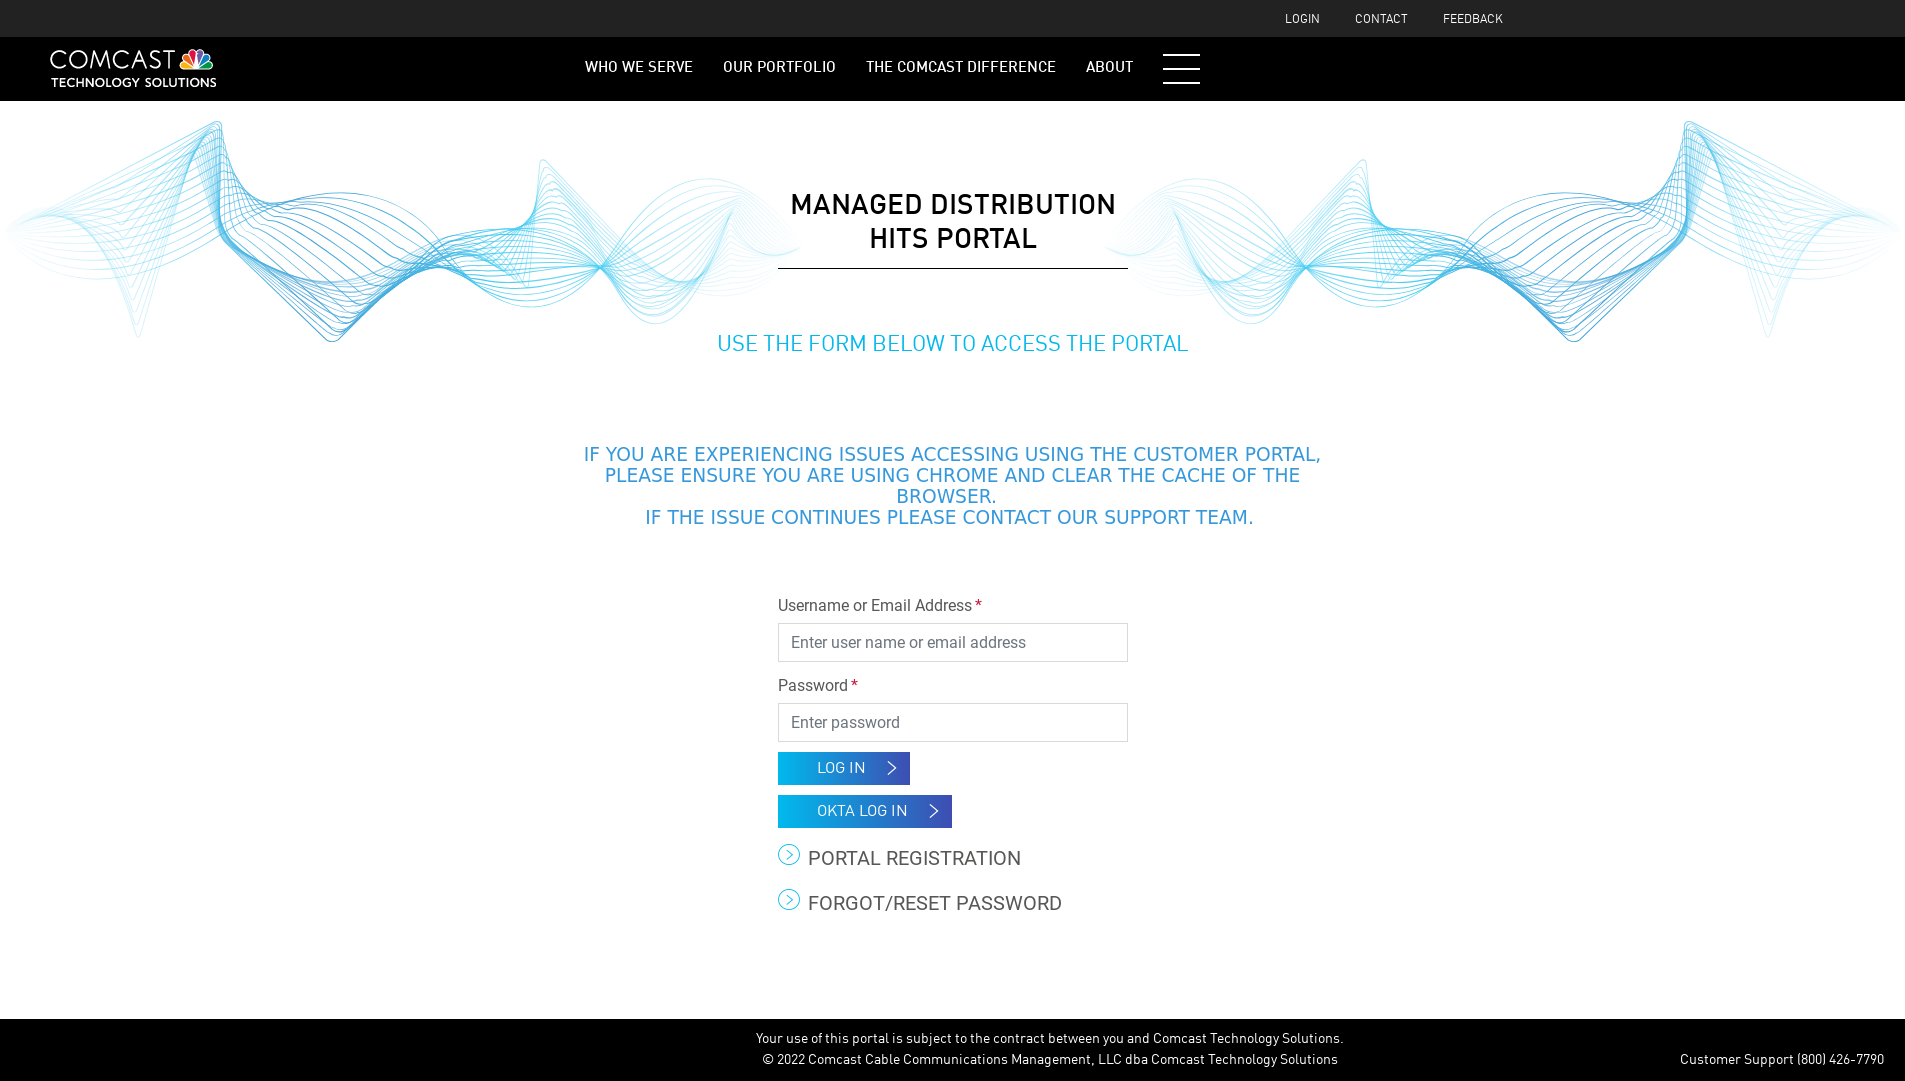 LOGIN CONTACT FEEDBACK
COMCAST
TECHNOLOGY SOLUTIONS
WHO WE SERVE OUR PORTFOLIO THE COMCAST DIFFERENCE ABOUT
MANAGED DISTRIBUTION
HITS PORTAL
USE THE FORM BELOW TO ACCESS THE PORTAL
IF YOU ARE EXPERIENCING ISSUES ACCESSING USING THE CUSTOMER PORTAL,
PLEASE ENSURE YOU ARE USING CHROME AND CLEAR THE CACHE OF THE
BROWSER.
IF THE ISSUE CONTINUES PLEASE CONTACT OUR SUPPORT TEAM.
Username or Email Address *
Enter user name or email address
Password *
Enter password
LOG IN
OKTA LOG IN
PORTAL REGISTRATION
FORGOT/RESET PASSWORD
Your use of this portal is subject to the contract between you and Comcast Technology Solutions.
© 2022 Comcast Cable Communications Management, LLC dba Comcast Technology Solutions
Customer Support (800) 426-7790